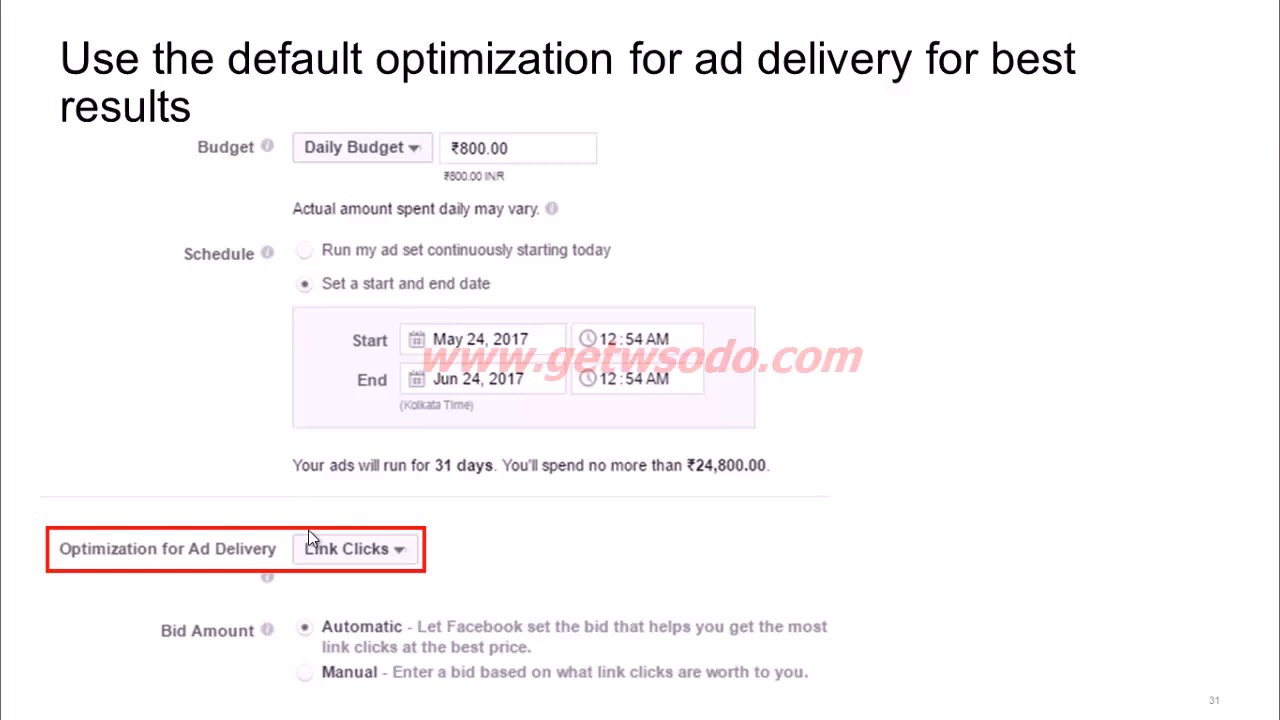 Use the default optimization for ad delivery for best
results
Budget Daily Budget ₹800.00
₹800.00 INR
Actual amount spent daily may vary.
Schedule Run my ad set continuously starting today
Set a start and end date
Start May 24, 2017 12:54 AM
www.getwsodo.com
End Jun 24, 2017 12:54 AM
(Kolkata Time)
Your ads will run for 31 days. You'll spend no more than ₹24,800.00.
Optimization for Ad Delivery Link Clicks
Bid Amount Automatic - Let Facebook set the bid that helps you get the most
link clicks at the best price.
Manual - Enter a bid based on what link clicks are worth to you.
31